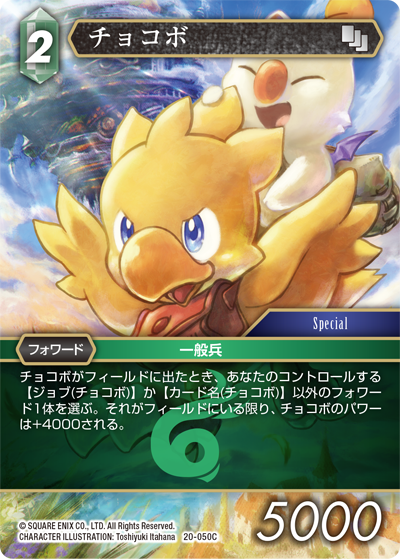 2
チョコボ
Special
フォワード
一般兵
チョコボがフィールドに出たとき、あなたのコントロールする
【ジョブ(チョコボ)】か【カード名(チョコボ)】以外のフォワー
ド1体を選ぶ。それがフィールドにいる限り、チョコボのパワー
は+4000される。
6
© SQUARE ENIX CO., LTD. All Rights Reserved.
CHARACTER ILLUSTRATION: Toshiyuki Itahana
20-050C
5000